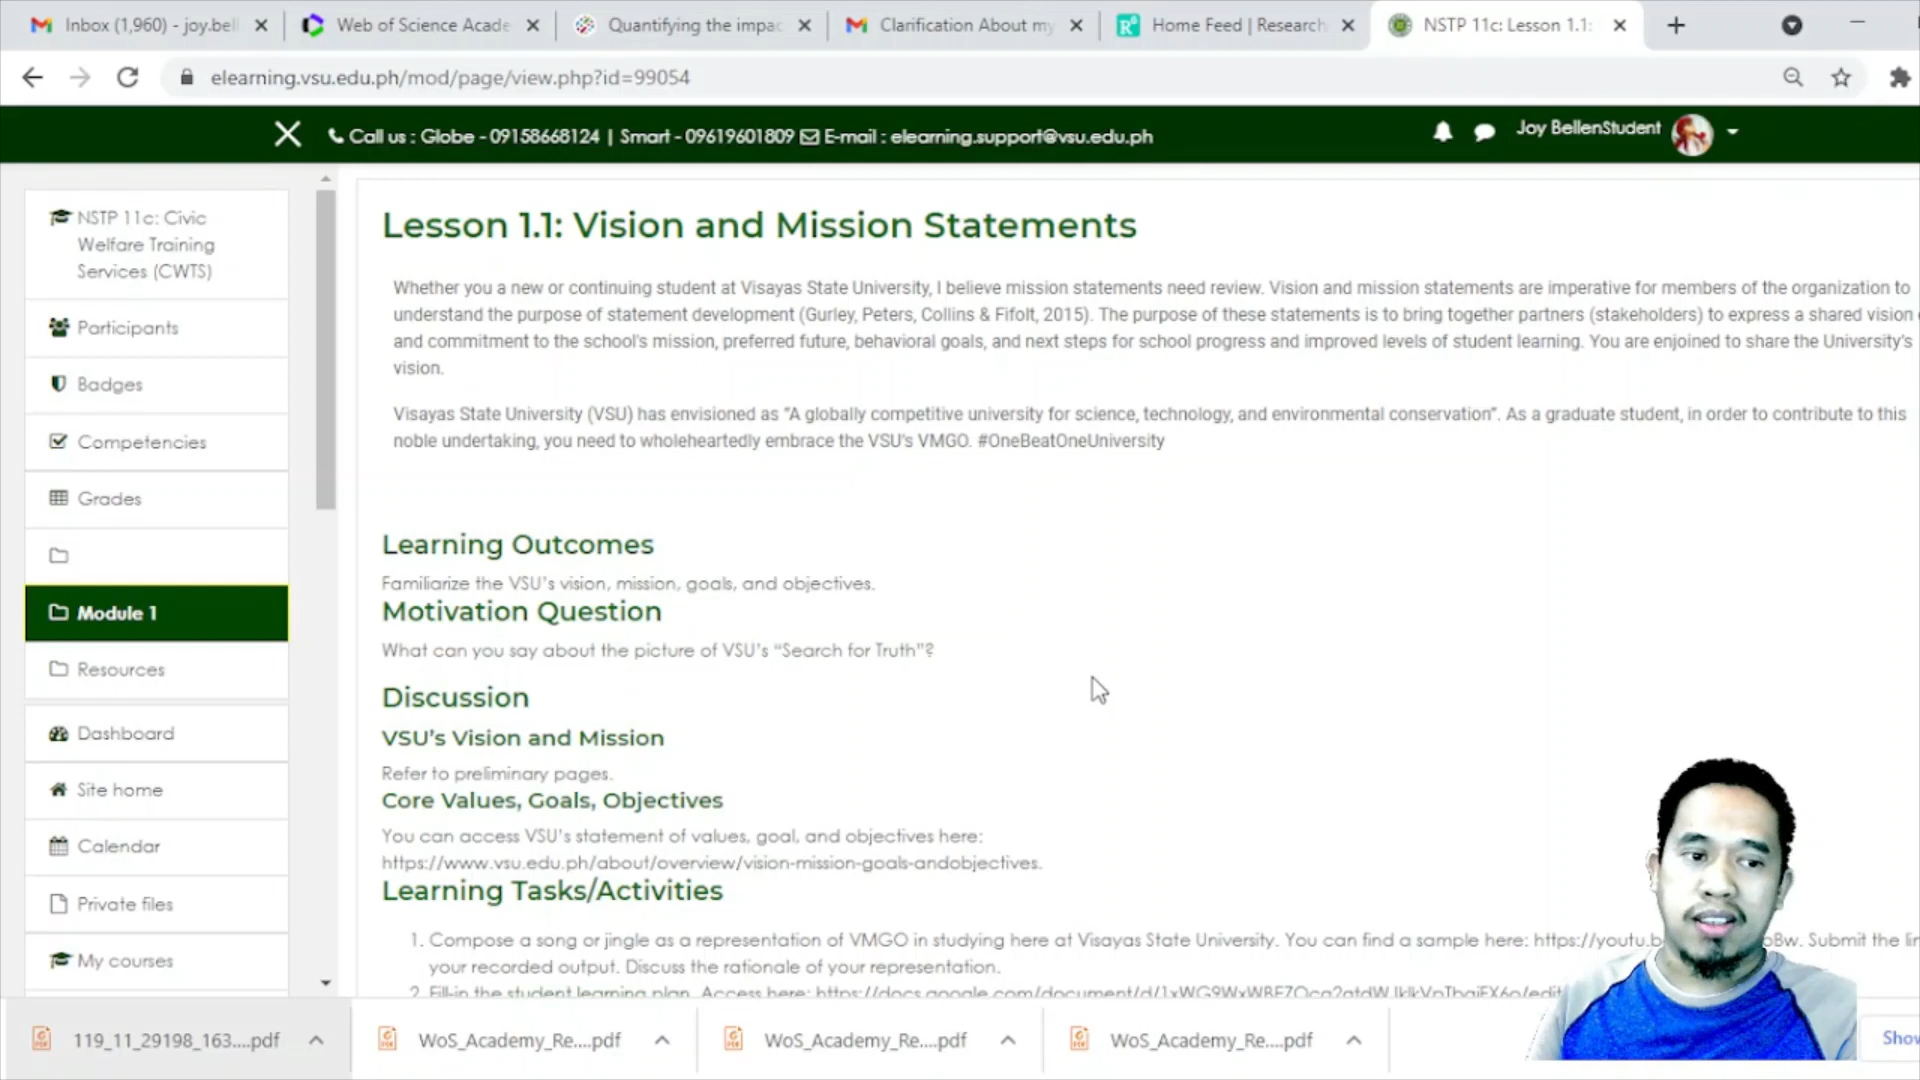 Inbox (1,960) - joy.bell
Web of Science Acade
Quantifying the impac
Clarification About my
Home Feed | Research
NSTP 11c: Lesson 1.1:
elearning.vsu.edu.ph/mod/page/view.php?id=99054
Call us : Globe - 09158668124 | Smart - 09619601809 E-mail : elearning.support@vsu.edu.ph
Joy BellenStudent
NSTP 11c: Civic
Welfare Training
Services (CWTS)
Participants
Badges
Competencies
Grades
Module 1
Resources
Dashboard
Site home
Calendar
Private files
My courses
Lesson 1.1: Vision and Mission Statements
Whether you a new or continuing student at Visayas State University, I believe mission statements need review. Vision and mission statements are imperative for members of the organization to
understand the purpose of statement development (Gurley, Peters, Collins & Fifolt, 2015). The purpose of these statements is to bring together partners (stakeholders) to express a shared vision
and commitment to the school's mission, preferred future, behavioral goals, and next steps for school progress and improved levels of student learning. You are enjoined to share the University's
vision.
Visayas State University (VSU) has envisioned as "A globally competitive university for science, technology, and environmental conservation". As a graduate student, in order to contribute to this
noble undertaking, you need to wholeheartedly embrace the VSU's VMGO. #OneBeatOneUniversity
Learning Outcomes
Familiarize the VSU's vision, mission, goals, and objectives.
Motivation Question
What can you say about the picture of VSU's "Search for Truth"?
Discussion
VSU's Vision and Mission
Refer to preliminary pages.
Core Values, Goals, Objectives
You can access VSU's statement of values, goal, and objectives here:
https://www.vsu.edu.ph/about/overview/vision-mission-goals-andobjectives.
Learning Tasks/Activities
1. Compose a song or jingle as a representation of VMGO in studying here at Visayas State University. You can find a sample here: https://youtu.b oBw. Submit the lin
your recorded output. Discuss the rationale of your representation.
2. Fill-in the student learning plan. Access here:
119_11_29198_163....pdf
WoS_Academy_Re....pdf
WoS_Academy_Re....pdf
WoS_Academy_Re....pdf
Show